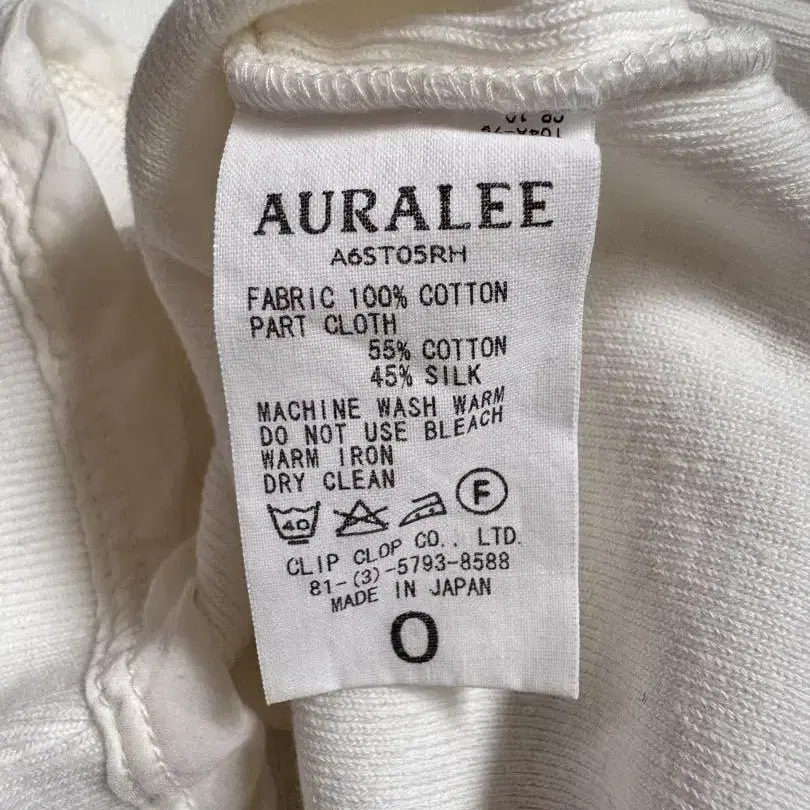 AURALEE
A6ST05RH
FABRIC 100% COTTON
PART CLOTH
55% COTTON
45% SILK
MACHINE WASH WARM
DO NOT USE BLEACH
WARM IRON
DRY CLEAN
40
F
CLIP CLOP CO., LTD.
81-(3)-5793-8588
MADE IN JAPAN
0